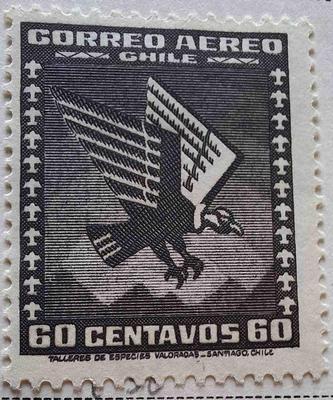 CORREO AEREO
CHILE
60 CENTAVOS 60
TALLERES DE ESPECIES VALORADAS - SANTIAGO, CHILE